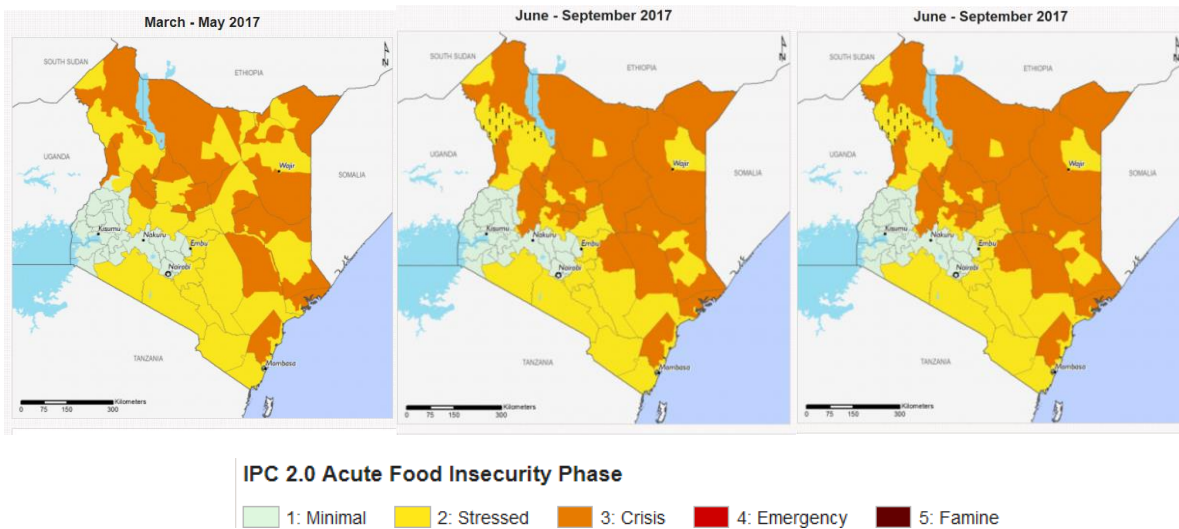 March - May 2017
SOUTH SUDAN
ETHIOPIA
N
UGANDA
Wajir
SOMALIA
Kisumu
Nakuru
Embu
Nairobi
TANZANIA
Mombasa
Kilometers
0 75 150 300
June - September 2017
SOUTH SUDAN
ETHIOPIA
N
UGANDA
Wajir
SOMALIA
Kisumu
Nakuru
Embu
Nairobi
TANZANIA
Mombasa
Kilometers
0 75 150 300
June - September 2017
SOUTH SUDAN
ETHIOPIA
N
UGANDA
Wajir
SOMALIA
Kisumu
Nakuru
Embu
Nairobi
TANZANIA
Mombasa
Kilometers
0 75 150 300
IPC 2.0 Acute Food Insecurity Phase
1: Minimal 2: Stressed 3: Crisis 4: Emergency 5: Famine